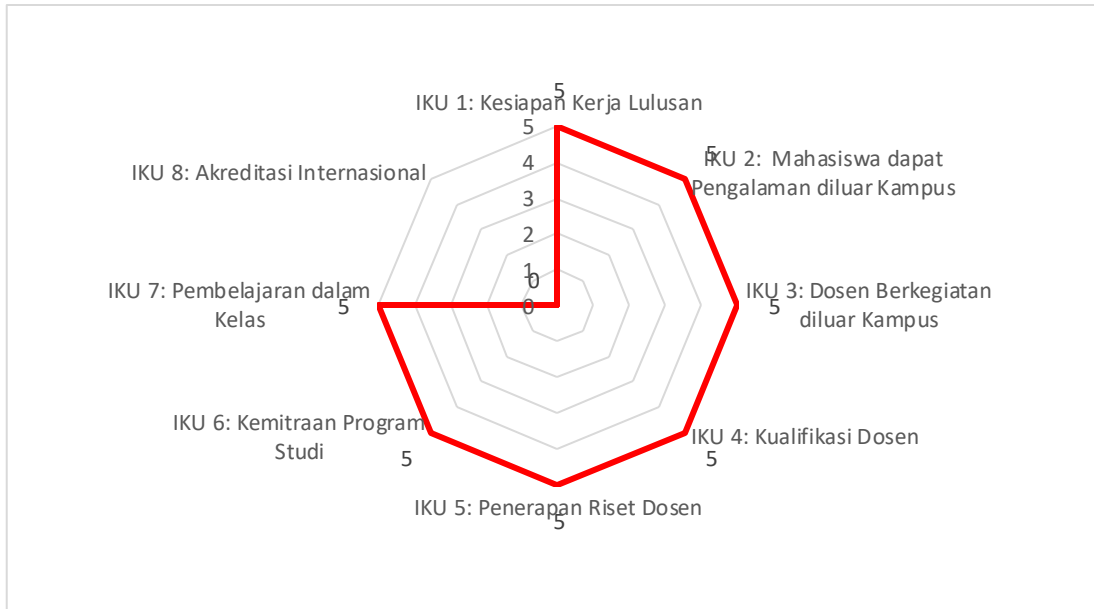 5
IKU 1: Kesiapan Kerja Lulusan
5
4
3
2
1
0
0
5
IKU 2: Mahasiswa dapat
Pengalaman diluar Kampus
IKU 3: Dosen Berkegiatan
diluar Kampus
5
IKU 4: Kualifikasi Dosen
5
IKU 5: Penerapan Riset Dosen
5
IKU 6: Kemitraan Program
Studi
5
IKU 7: Pembelajaran dalam
Kelas
5
IKU 8: Akreditasi Internasional